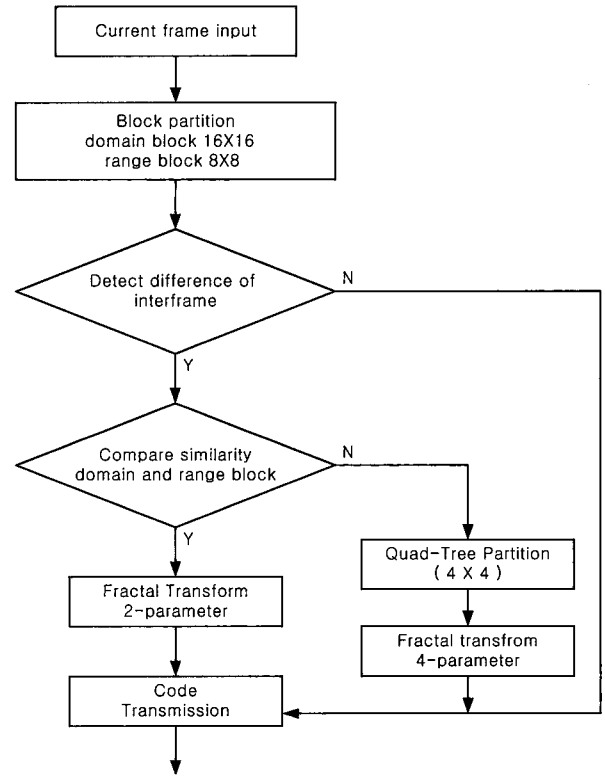 Current frame input
Block partition
domain block 16X16
range block 8X8
Detect difference of
interframe
N
Y
Compare similarity
domain and range block
N
Y
Quad-Tree Partition
( 4 X 4 )
Fractal Transform
2-parameter
Fractal transfrom
4-parameter
Code
Transmission